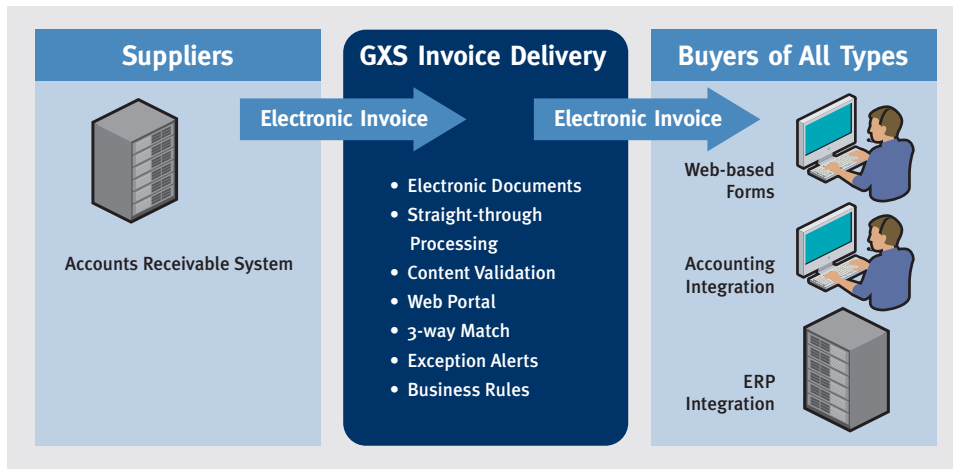 Suppliers
Electronic Invoice
Accounts Receivable System
GXS Invoice Delivery
• Electronic Documents
• Straight-through
Processing
• Content Validation
• Web Portal
• 3-way Match
• Exception Alerts
• Business Rules
Electronic Invoice
Buyers of All Types
Web-based
Forms
Accounting
Integration
ERP
Integration